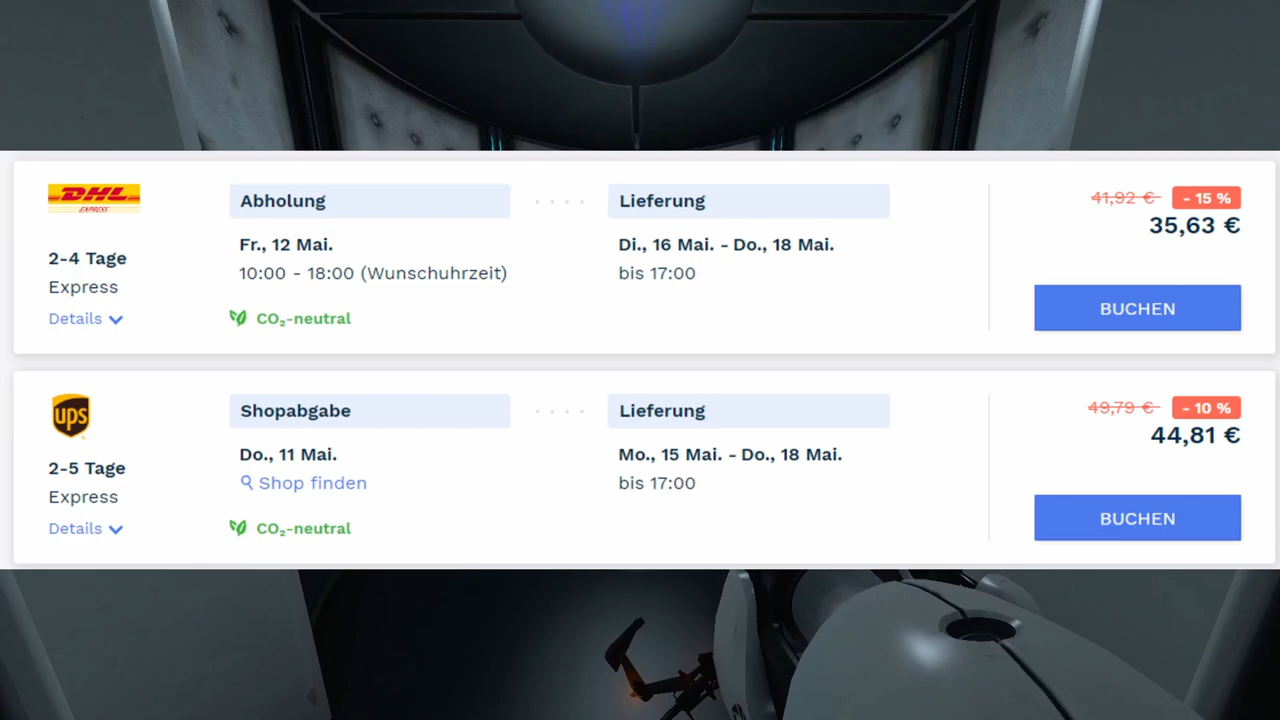 DHL
EXPRESS
2-4 Tage
Express
Details
Abholung
Fr., 12 Mai.
10:00 - 18:00 (Wunschuhrzeit)
CO₂-neutral
Lieferung
Di., 16 Mai. - Do., 18 Mai.
bis 17:00
41,92 € - 15 %
35,63 €
BUCHEN
ups
2-5 Tage
Express
Details
Shopabgabe
Do., 11 Mai.
Shop finden
CO₂-neutral
Lieferung
Mo., 15 Mai. - Do., 18 Mai.
bis 17:00
49,79 € - 10 %
44,81 €
BUCHEN